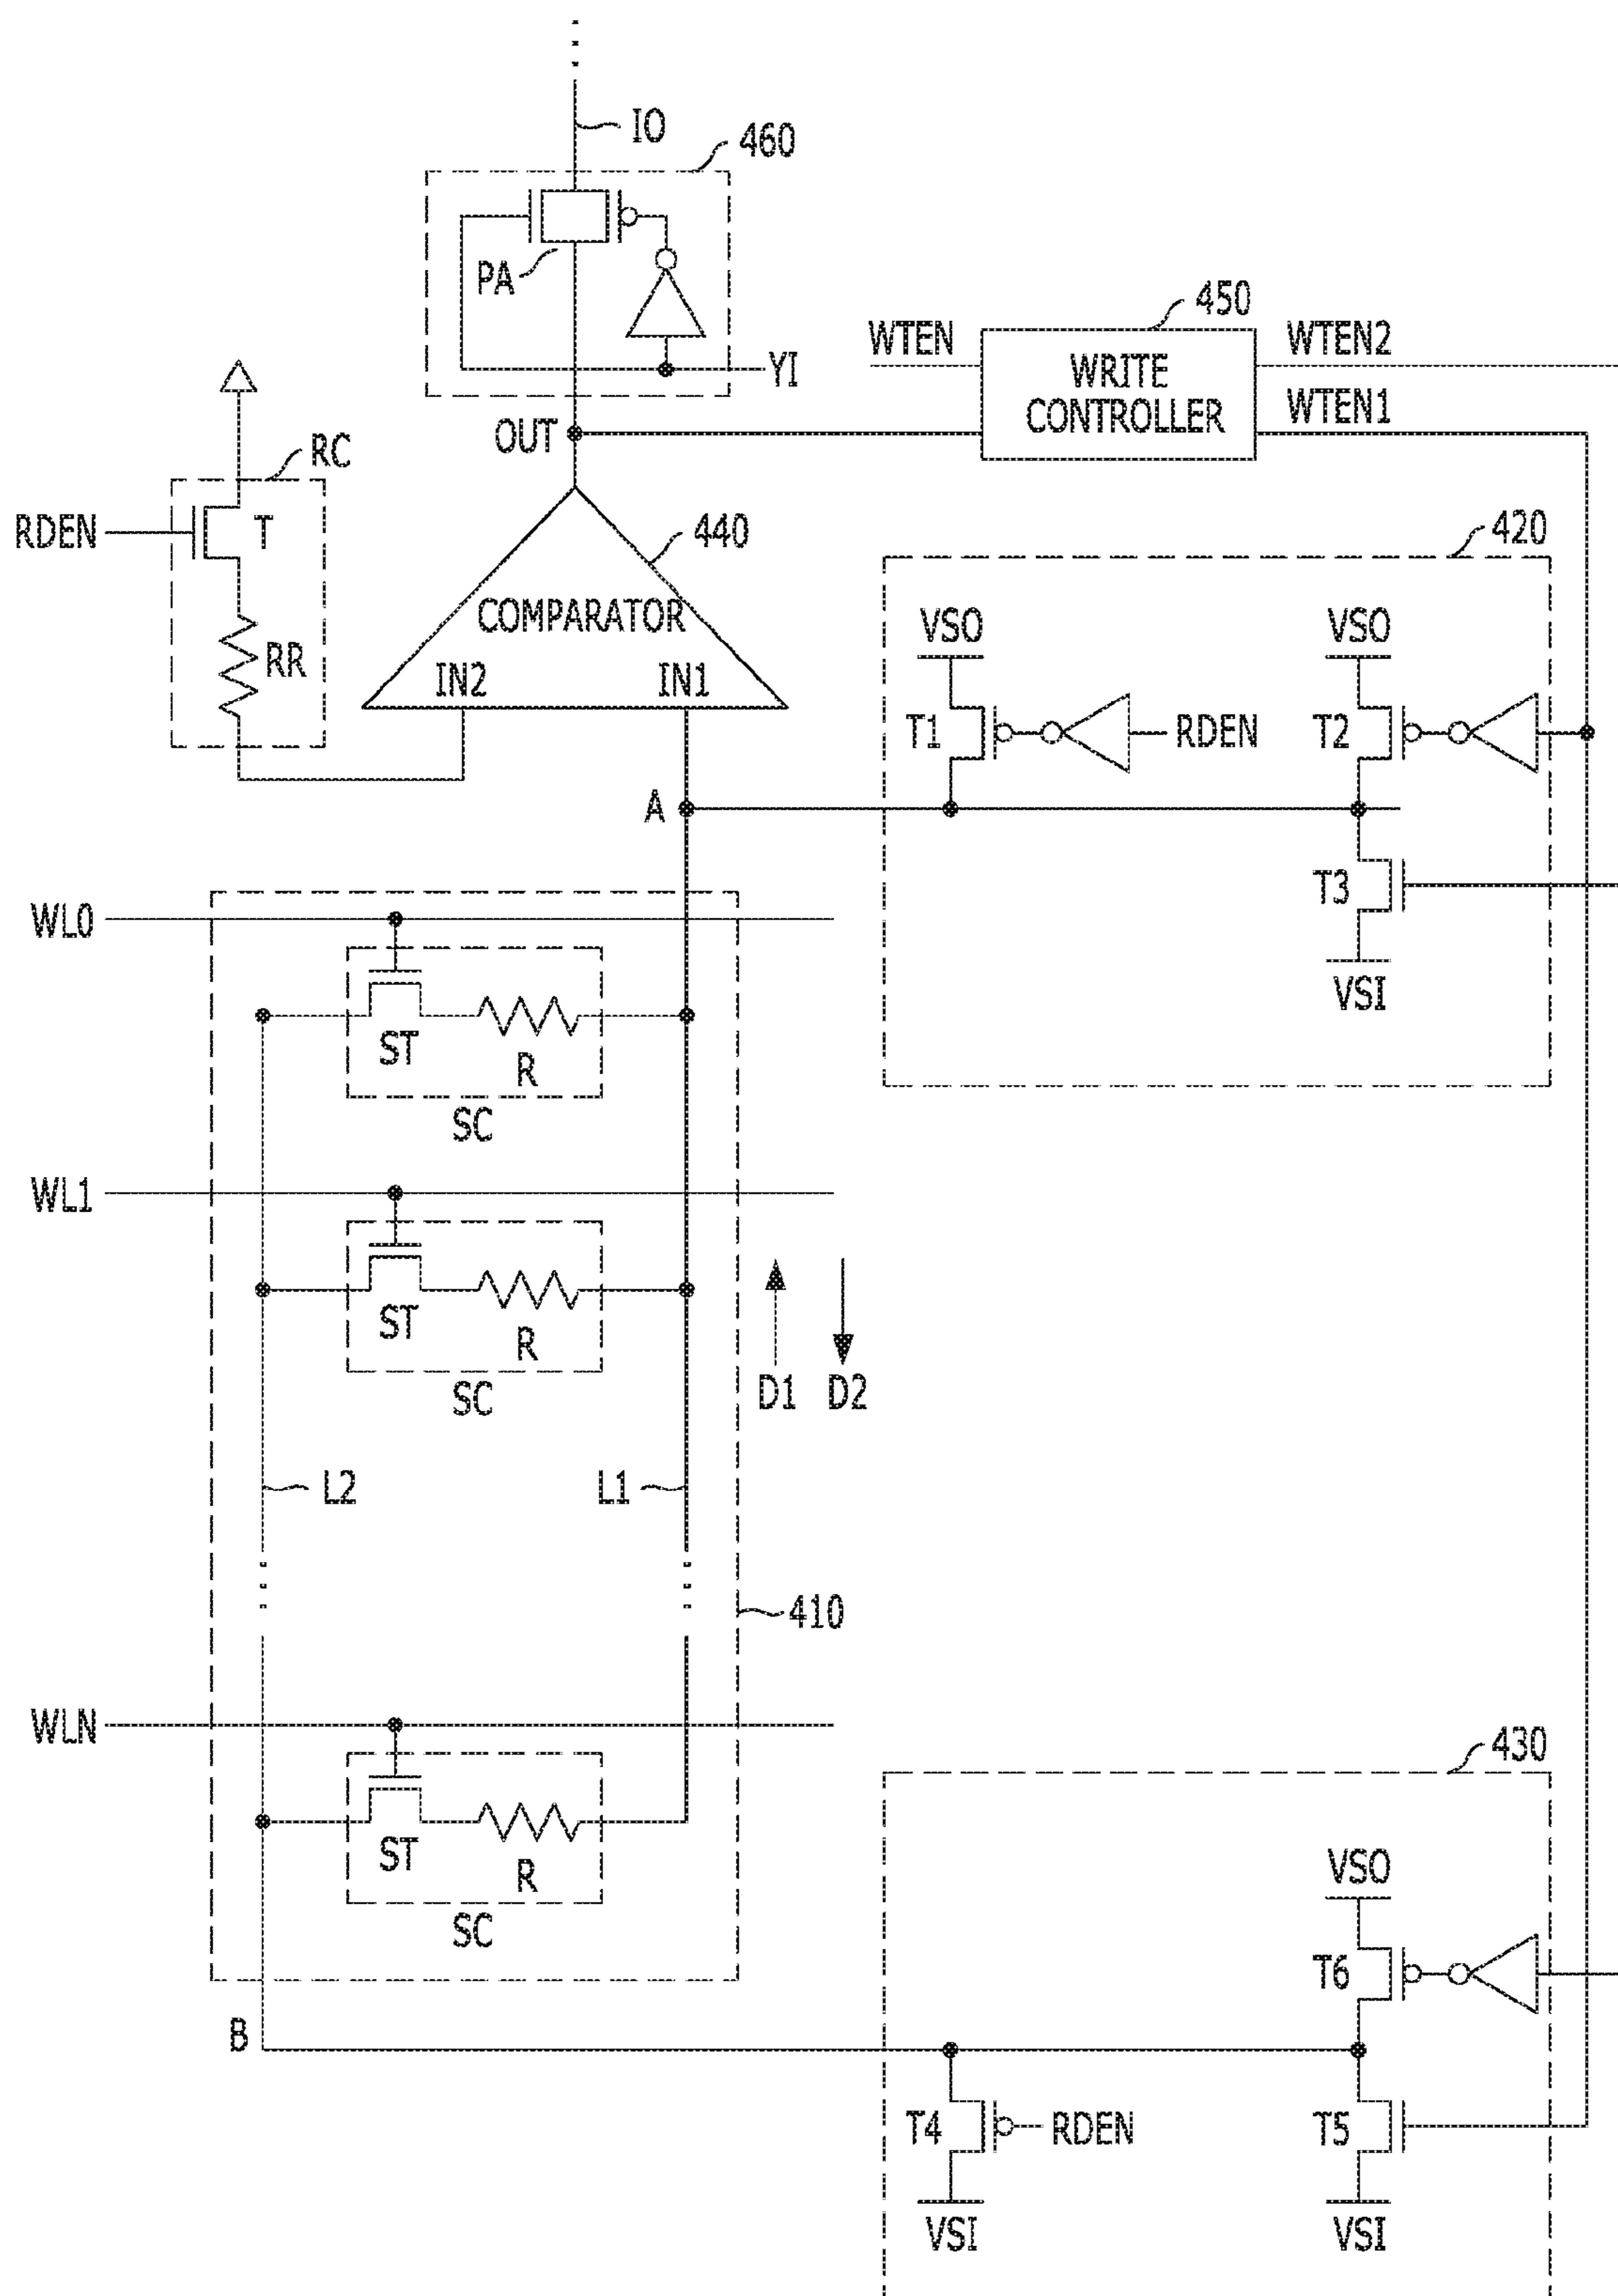 IO
460
PA
YI
450
WTEN
WRITE
CONTROLLER
WTEN2
WTEN1
OUT
RC
RDEN
T
RR
440
COMPARATOR
IN2
IN1
420
VSO
VSO
T1
RDEN
T2
A
T3
VSI
WL0
ST
R
SC
WL1
ST
R
SC
D1
D2
L2
L1
410
WLN
ST
R
SC
430
VSO
T6
B
T4
RDEN
T5
VSI
VSI